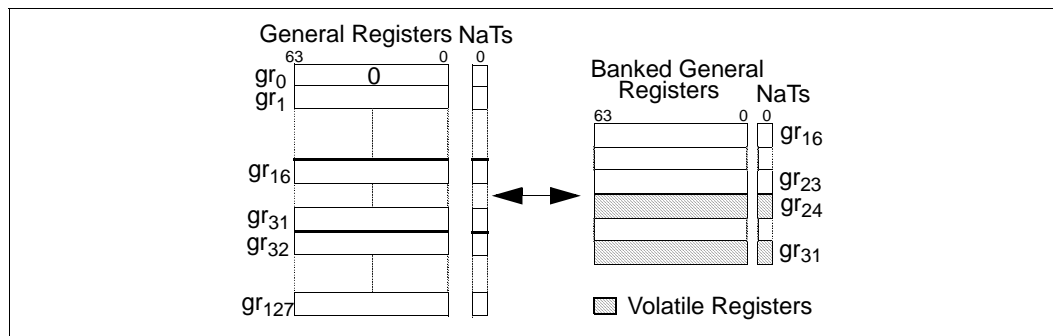 General Registers NaTs
63 0 0
gr0 0
gr1
gr16
gr31
gr32
gr127
Banked General
Registers NaTs
63 0 0
gr16
gr23
gr24
gr31
Volatile Registers